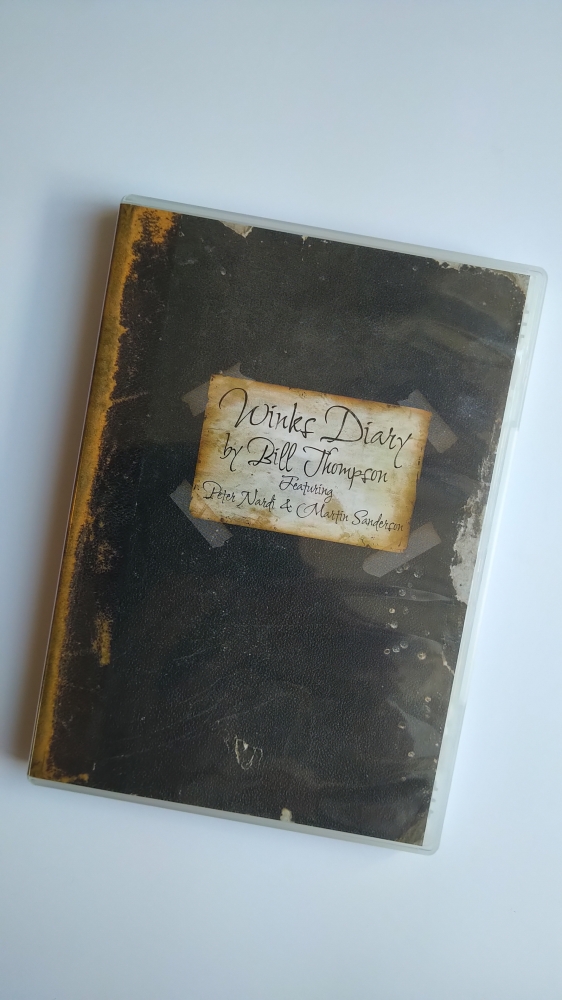 Winks Diary
by Bill Thompson
Featuring
Peter Nardi & Martin Sanderson